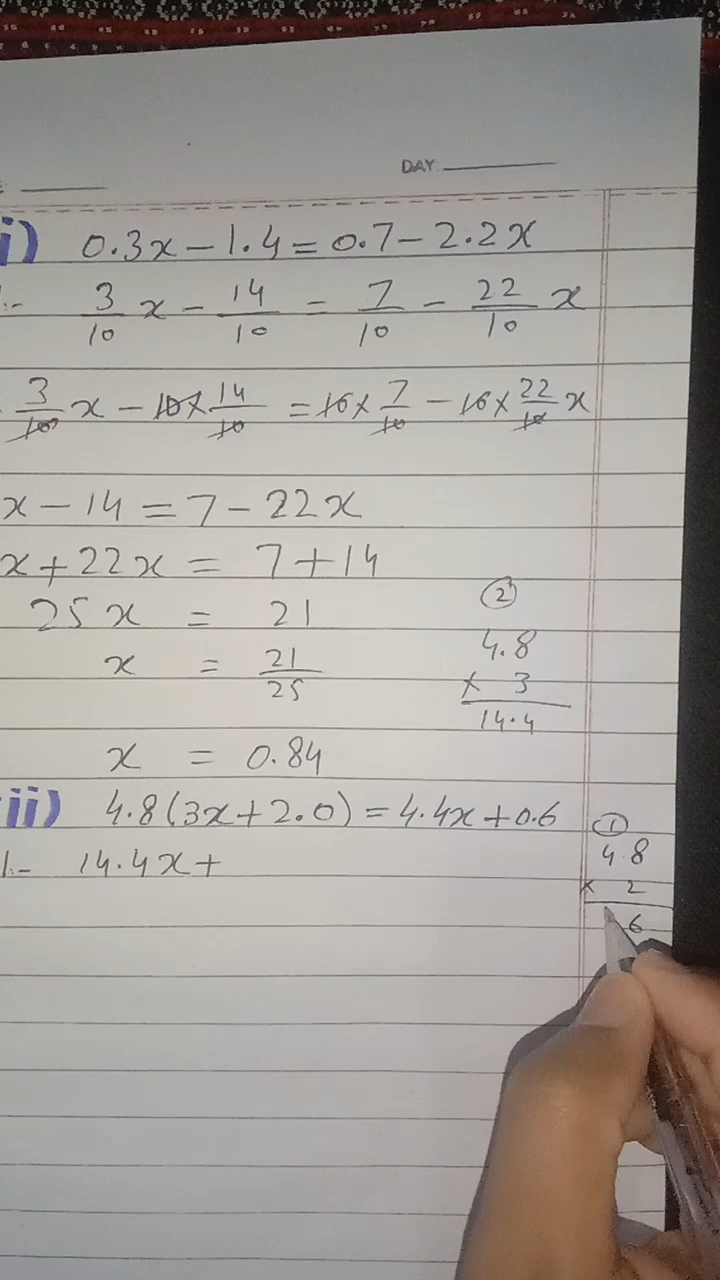 DAY
i) 0.3x - 1.4 = 0.7 - 2.2x
:- 3/10 x - 14/10 = 7/10 - 22/10 x
3/10 x - 10 × 14/10 = 10 × 7/10 - 10 × 22/10 x
x - 14 = 7 - 22x
x + 22x = 7 + 14
25x = 21
x = 21/25
x = 0.84
②
4.8
× 3
14.4
ii) 4.8(3x + 2.0) = 4.4x + 0.6
:- 14.4x +
①
4.8
× 2
6